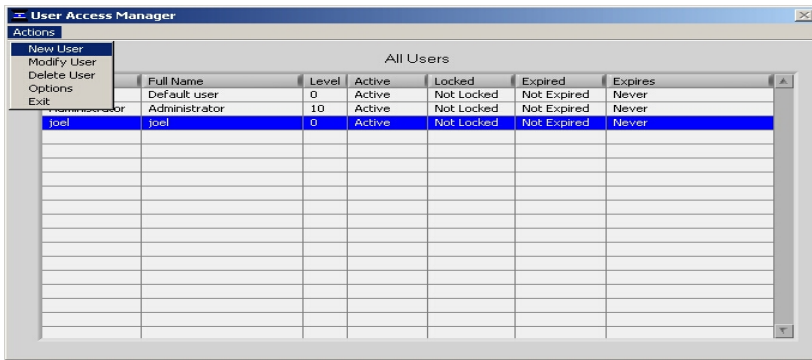 User Access Manager
Actions
New User
Modify User
Delete User
Options
Exit
All Users
Full Name Level Active Locked Expired Expires
Default user 0 Active Not Locked Not Expired Never
Administrator Administrator 10 Active Not Locked Not Expired Never
joel joel 0 Active Not Locked Not Expired Never